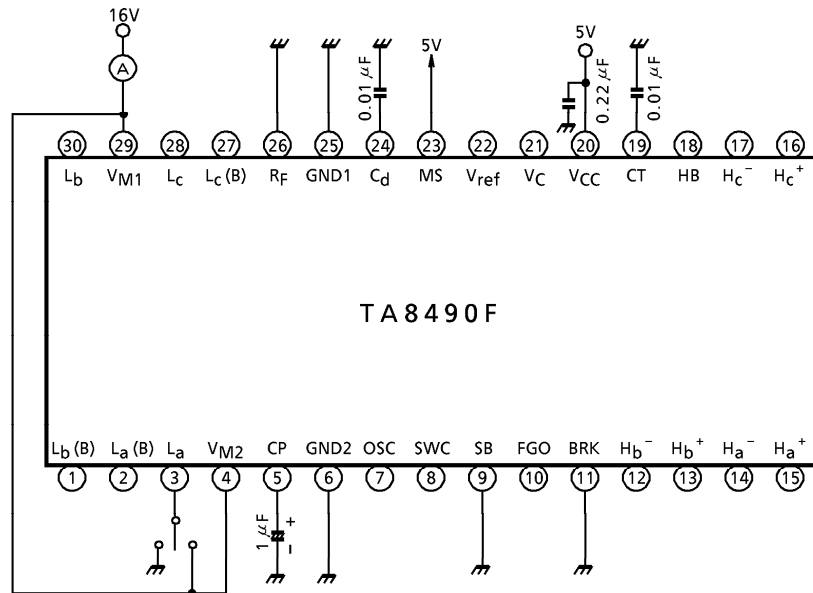 16V
A
5V
5V
0.01 μF
0.22 μF
0.01 μF
30 29 28 27 26 25 24 23 22 21 20 19 18 17 16
Lb VM1 Lc Lc (B) RF GND1 Cd MS Vref VC VCC CT HB Hc⁻ Hc⁺
TA8490F
Lb (B) La (B) La VM2 CP GND2 OSC SWC SB FGO BRK Hb⁻ Hb⁺ Ha⁻ Ha⁺
1 2 3 4 5 6 7 8 9 10 11 12 13 14 15
1 μF
+
−